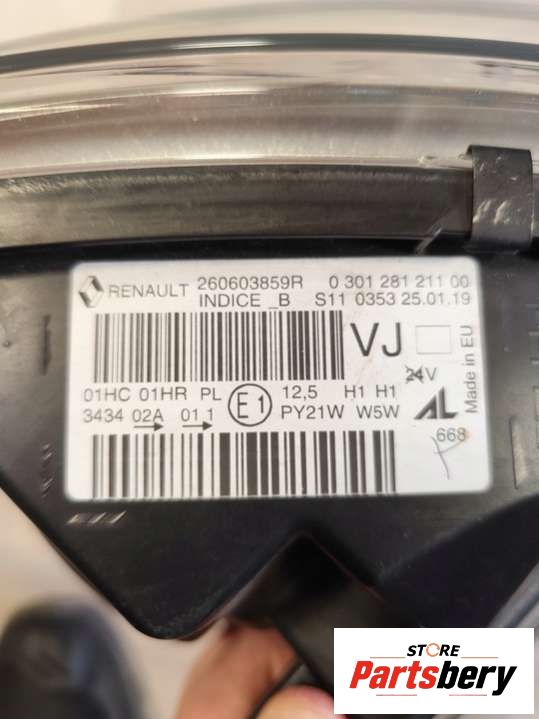 RENAULT 260603859R 0 301 281 211 00
INDICE _B S11 0353 25.01.19
VJ
24V
Made in EU
01HC 01HR PL E1 12,5 H1 H1
3434 02A 01 1 PY21W W5W
AL
668
STORE
Partsbery